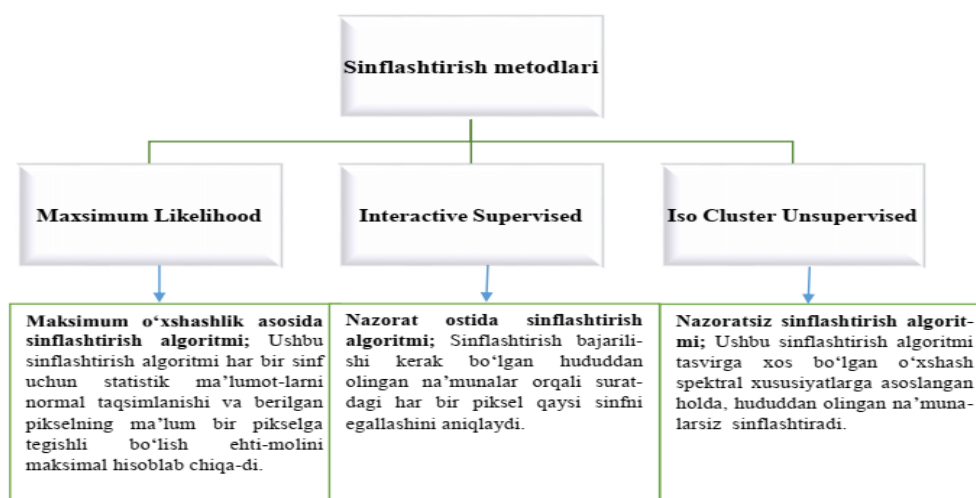 Sinflashtirish metodlari
Maxsimum Likelihood
Interactive Supervised
Iso Cluster Unsupervised
Maksimum o‘xshashlik asosida
sinflashtirish algoritmi; Ushbu
sinflashtirish algoritmi har bir sinf
uchun statistik ma’lumot-larni
normal taqsimlanishi va berilgan
pikselning ma’lum bir pikselga
tegishli bo‘lish ehti-molini
maksimal hisoblab chiqa-di.
Nazorat ostida sinflashtirish
algoritmi; Sinflashtirish bajarili-
shi kerak bo‘lgan hududdan
olingan na’munalar orqali surat-
dagi har bir piksel qaysi sinfni
egallashini aniqlaydi.
Nazoratsiz sinflashtirish algorit-
mi; Ushbu sinflashtirish algoritmi
tasvirga xos bo‘lgan o‘xshash
spektral xususiyatlarga asoslangan
holda, hududdan olingan na’muna-
larsiz sinflashtiradi.